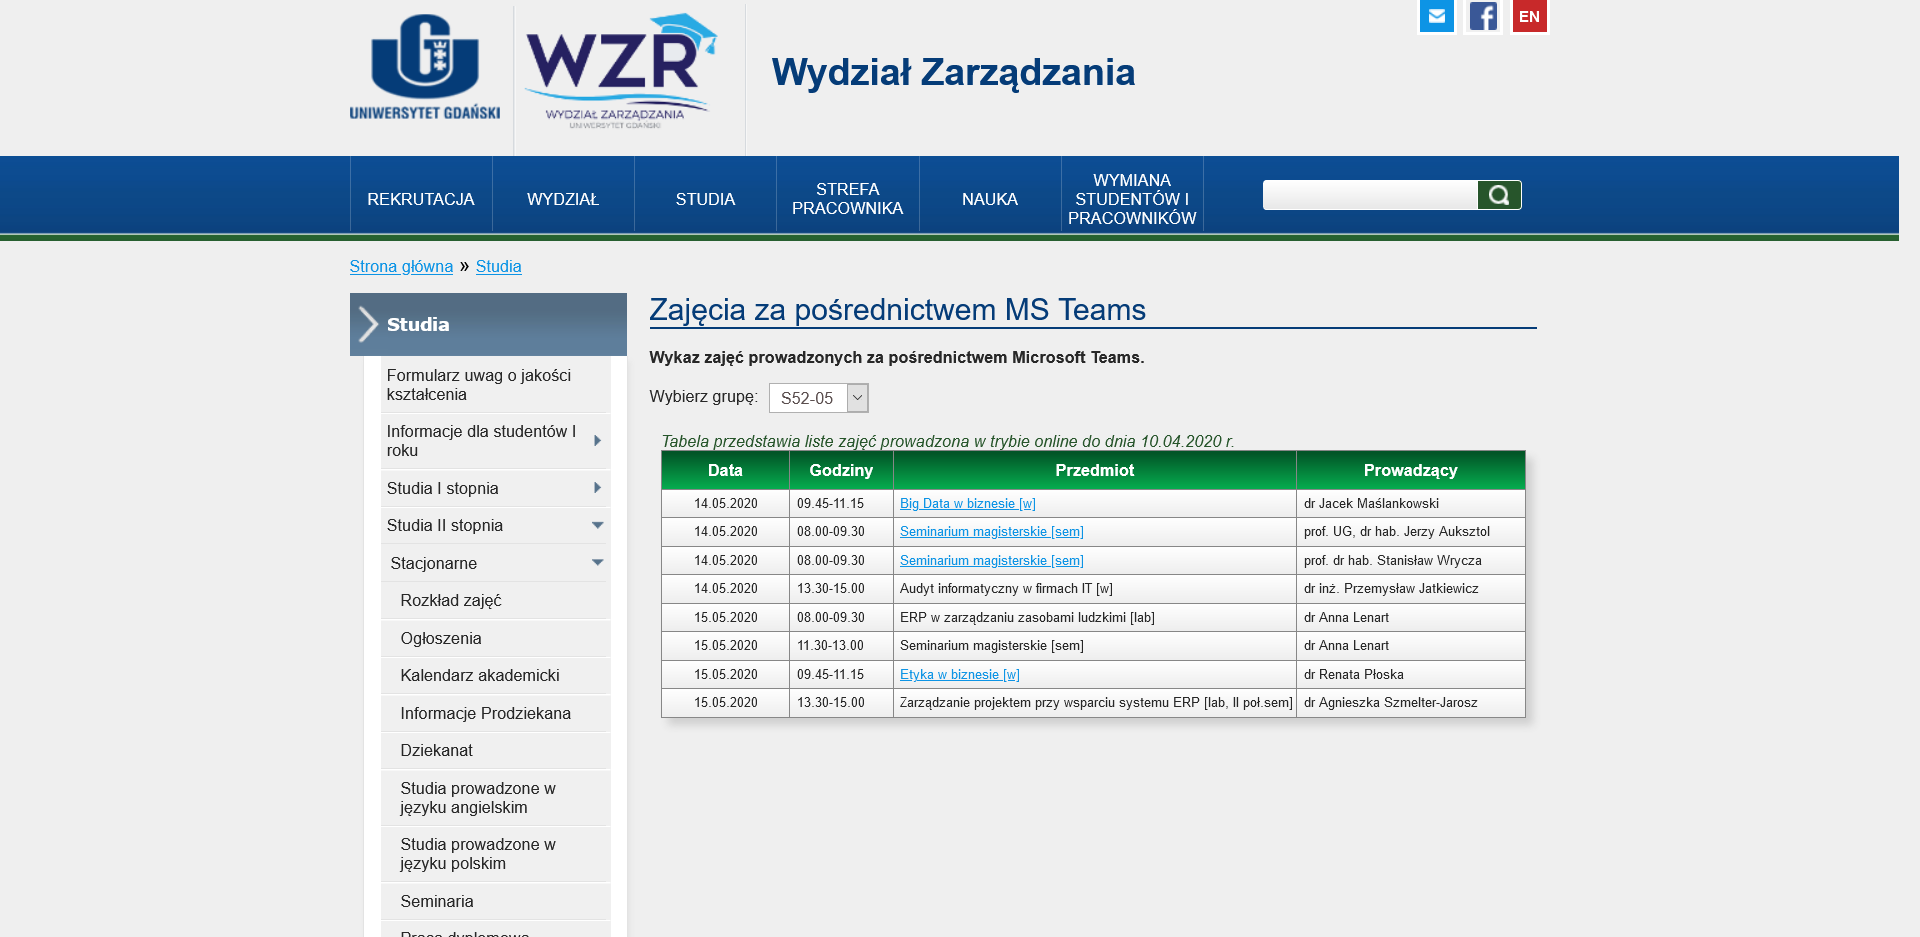 UNIWERSYTET GDAŃSKI
WZR
WYDZIAŁ ZARZĄDZANIA
UNIWERSYTET GDAŃSKI
Wydział Zarządzania
EN
REKRUTACJA
WYDZIAŁ
STUDIA
STREFA
PRACOWNIKA
NAUKA
WYMIANA
STUDENTÓW I
PRACOWNIKÓW
Strona główna » Studia
Studia
Formularz uwag o jakości
kształcenia
Informacje dla studentów I
roku
Studia I stopnia
Studia II stopnia
Stacjonarne
Rozkład zajęć
Ogłoszenia
Kalendarz akademicki
Informacje Prodziekana
Dziekanat
Studia prowadzone w
języku angielskim
Studia prowadzone w
języku polskim
Seminaria
Zajęcia za pośrednictwem MS Teams
Wykaz zajęć prowadzonych za pośrednictwem Microsoft Teams.
Wybierz grupę: S52-05
Tabela przedstawia liste zajęć prowadzona w trybie online do dnia 10.04.2020 r.
Data Godziny Przedmiot Prowadzący
14.05.2020 09.45-11.15 Big Data w biznesie [w] dr Jacek Maślankowski
14.05.2020 08.00-09.30 Seminarium magisterskie [sem] prof. UG, dr hab. Jerzy Auksztol
14.05.2020 08.00-09.30 Seminarium magisterskie [sem] prof. dr hab. Stanisław Wrycza
14.05.2020 13.30-15.00 Audyt informatyczny w firmach IT [w] dr inż. Przemysław Jatkiewicz
15.05.2020 08.00-09.30 ERP w zarządzaniu zasobami ludzkimi [lab] dr Anna Lenart
15.05.2020 11.30-13.00 Seminarium magisterskie [sem] dr Anna Lenart
15.05.2020 09.45-11.15 Etyka w biznesie [w] dr Renata Płoska
15.05.2020 13.30-15.00 Zarządzanie projektem przy wsparciu systemu ERP [lab, II poł.sem] dr Agnieszka Szmelter-Jarosz